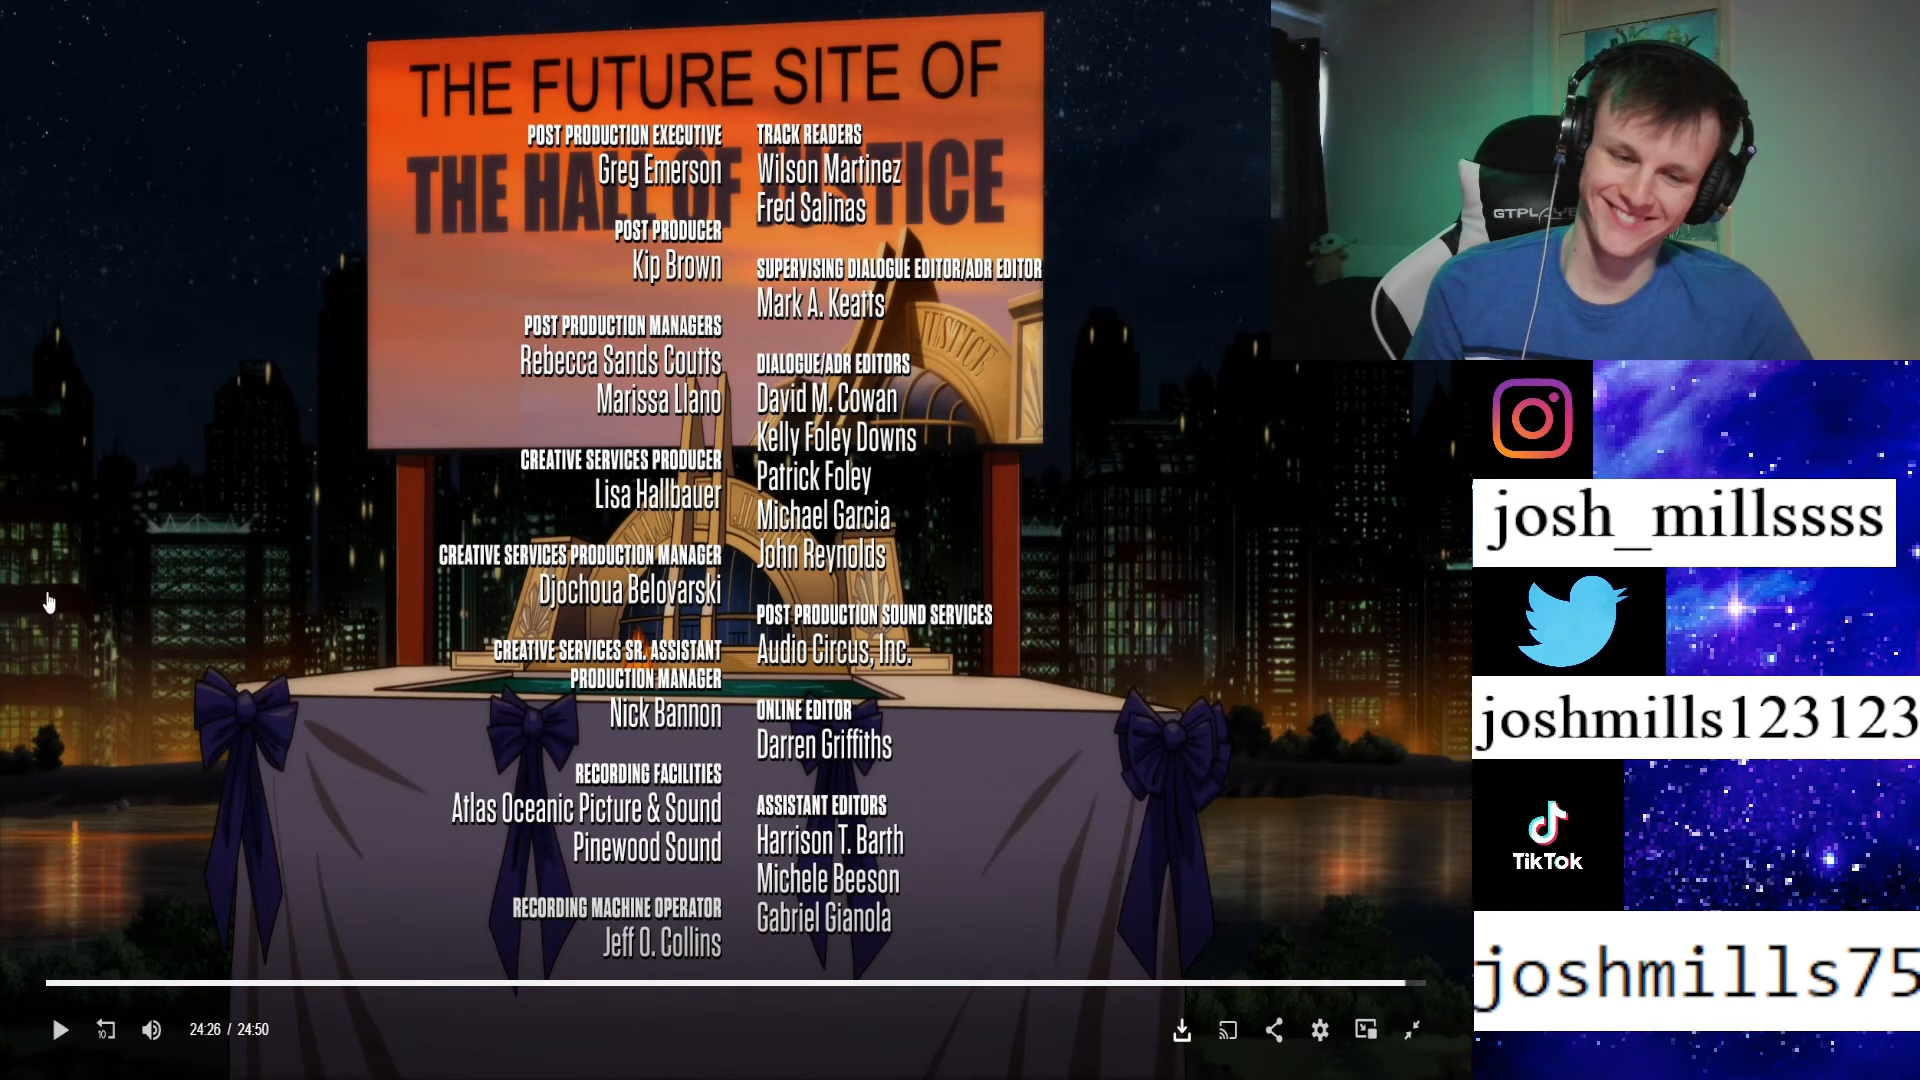 THE FUTURE SITE OF
THE HALL OF JUSTICE
POST PRODUCTION EXECUTIVE
Greg Emerson
POST PRODUCER
Kip Brown
POST PRODUCTION MANAGERS
Rebecca Sands Coutts
Marissa Llano
CREATIVE SERVICES PRODUCER
Lisa Hallbauer
CREATIVE SERVICES PRODUCTION MANAGER
Djochoua Belovarski
CREATIVE SERVICES SR. ASSISTANT
PRODUCTION MANAGER
Nick Bannon
RECORDING FACILITIES
Atlas Oceanic Picture & Sound
Pinewood Sound
RECORDING MACHINE OPERATOR
Jeff O. Collins
TRACK READERS
Wilson Martinez
Fred Salinas
SUPERVISING DIALOGUE EDITOR/ADR EDITOR
Mark A. Keatts
DIALOGUE/ADR EDITORS
David M. Cowan
Kelly Foley Downs
Patrick Foley
Michael Garcia
John Reynolds
POST PRODUCTION SOUND SERVICES
Audio Circus, Inc.
ONLINE EDITOR
Darren Griffiths
ASSISTANT EDITORS
Harrison T. Barth
Michele Beeson
Gabriel Gianola
JUSTICE
10
24:26 / 24:50
GTPLAYER
josh_millssss
joshmills123123
TikTok
joshmills75